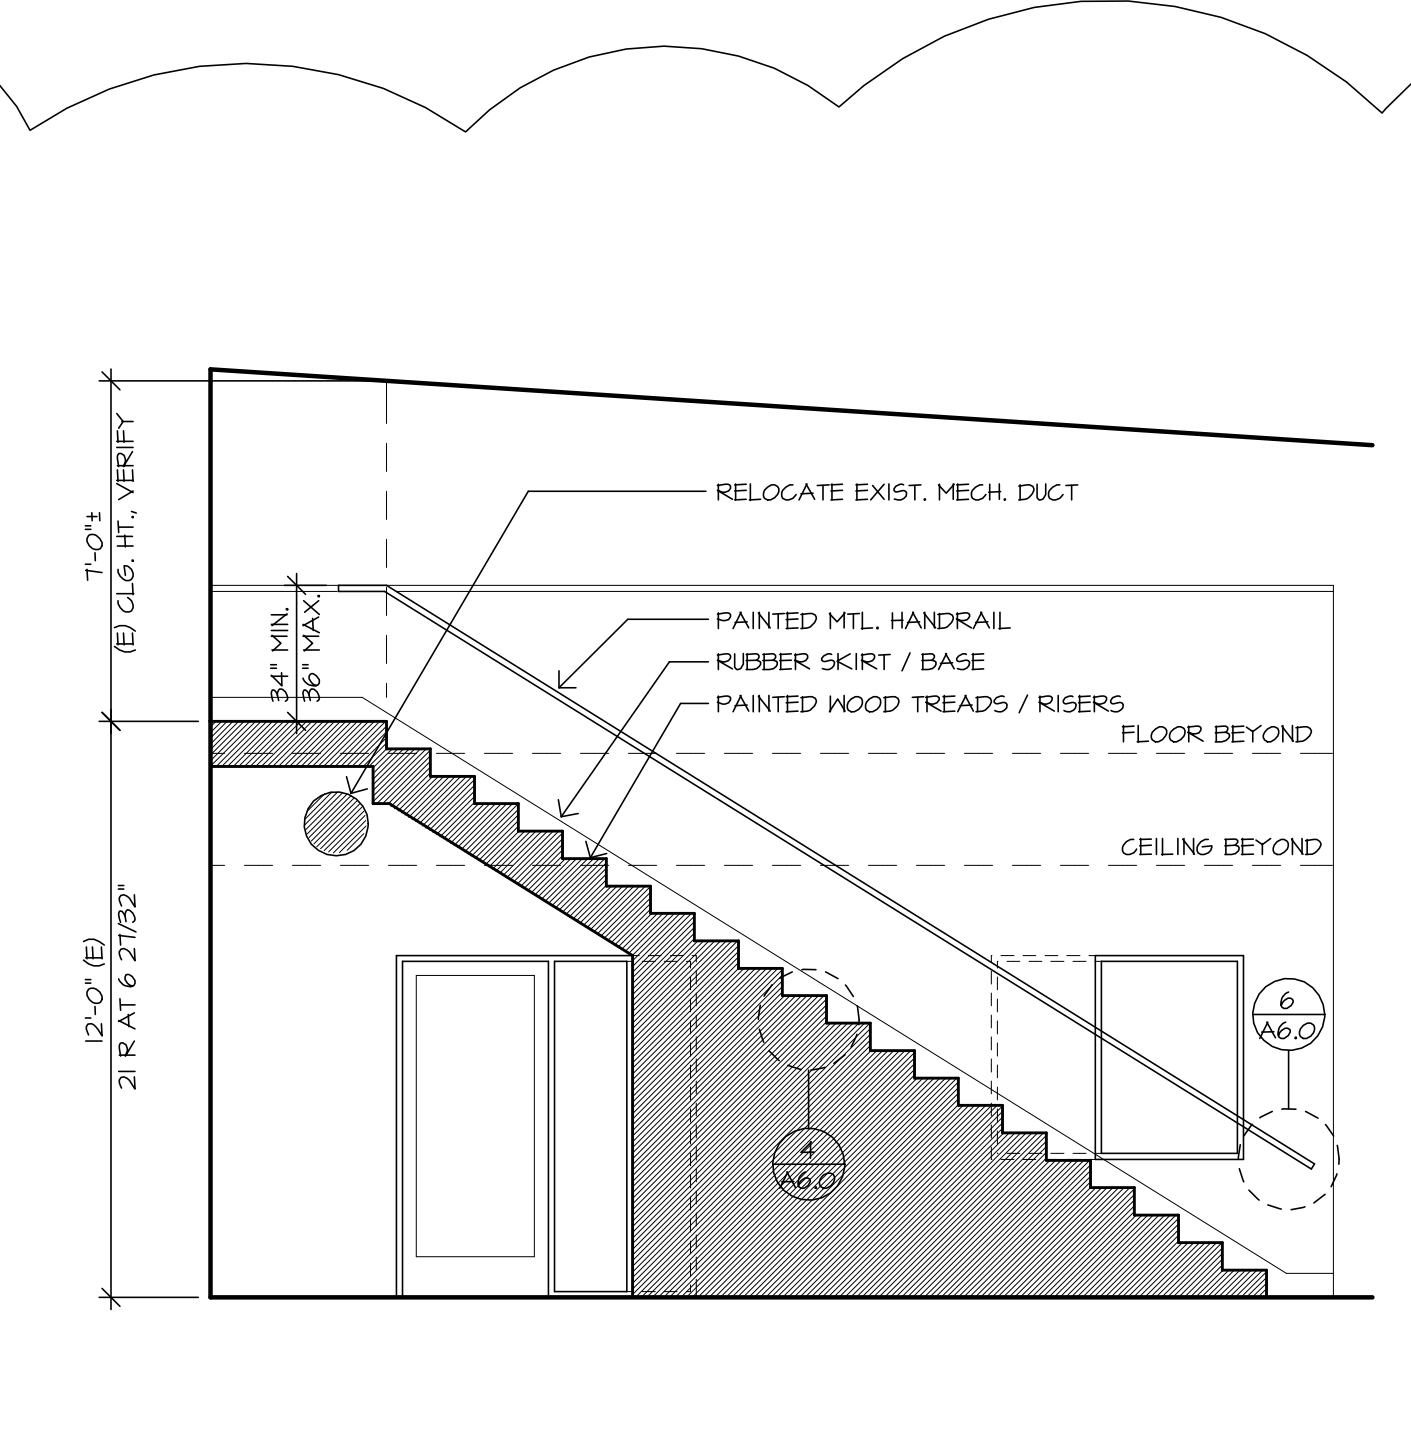 RELOCATE EXIST. MECH. DUCT
7'-0"±
(E) CLG. HT., VERIFY
34" MIN.
36" MAX.
PAINTED MTL. HANDRAIL
RUBBER SKIRT / BASE
PAINTED WOOD TREADS / RISERS
FLOOR BEYOND
CEILING BEYOND
12'-0" (E)
21 R AT 6 27/32"
6
A6.0
4
A6.0